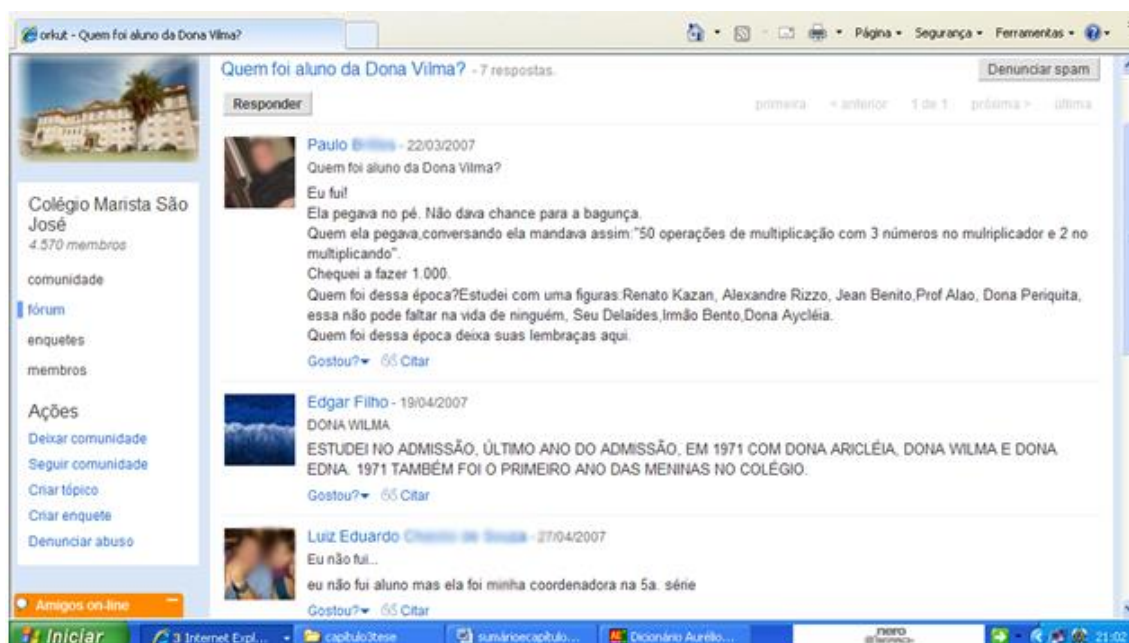 orkut - Quem foi aluno da Dona Vilma?
Página
Segurança
Ferramentas
Quem foi aluno da Dona Vilma? - 7 respostas.
Denunciar spam
Responder
primeira < anterior 1 de 1 próxima > última
Colégio Marista São
José
4.570 membros
comunidade
fórum
enquetes
membros
Ações
Deixar comunidade
Seguir comunidade
Criar tópico
Criar enquete
Denunciar abuso
Amigos on-line
Paulo - 22/03/2007
Quem foi aluno da Dona Vilma?
Eu fui!
Ela pegava no pé. Não dava chance para a bagunça.
Quem ela pegava,conversando ela mandava assim:"50 operações de multiplicação com 3 números no mulriplicador e 2 no
multiplicando".
Chequei a fazer 1.000.
Quem foi dessa época?Estudei com uma figuras:Renato Kazan, Alexandre Rizzo, Jean Benito,Prof Alao, Dona Periquita,
essa não pode faltar na vida de ninguém, Seu Delaídes,Irmão Bento,Dona Aycléia.
Quem foi dessa época deixa suas lembraças aqui.
Gostou? Citar
Edgar Filho - 19/04/2007
DONA WILMA
ESTUDEI NO ADMISSÃO, ÚLTIMO ANO DO ADMISSÃO, EM 1971 COM DONA ARICLÉIA, DONA WILMA E DONA
EDNA. 1971 TAMBÉM FOI O PRIMEIRO ANO DAS MENINAS NO COLÉGIO.
Gostou? Citar
Luiz Eduardo - 27/04/2007
Eu não fui...
eu não fui aluno mas ela foi minha coordenadora na 5a. série
Gostou? Citar
Iniciar
3 Internet Expl...
capitulo3tese
sumárioecapítulo...
Dicionário Aurélio...
nero
21:02